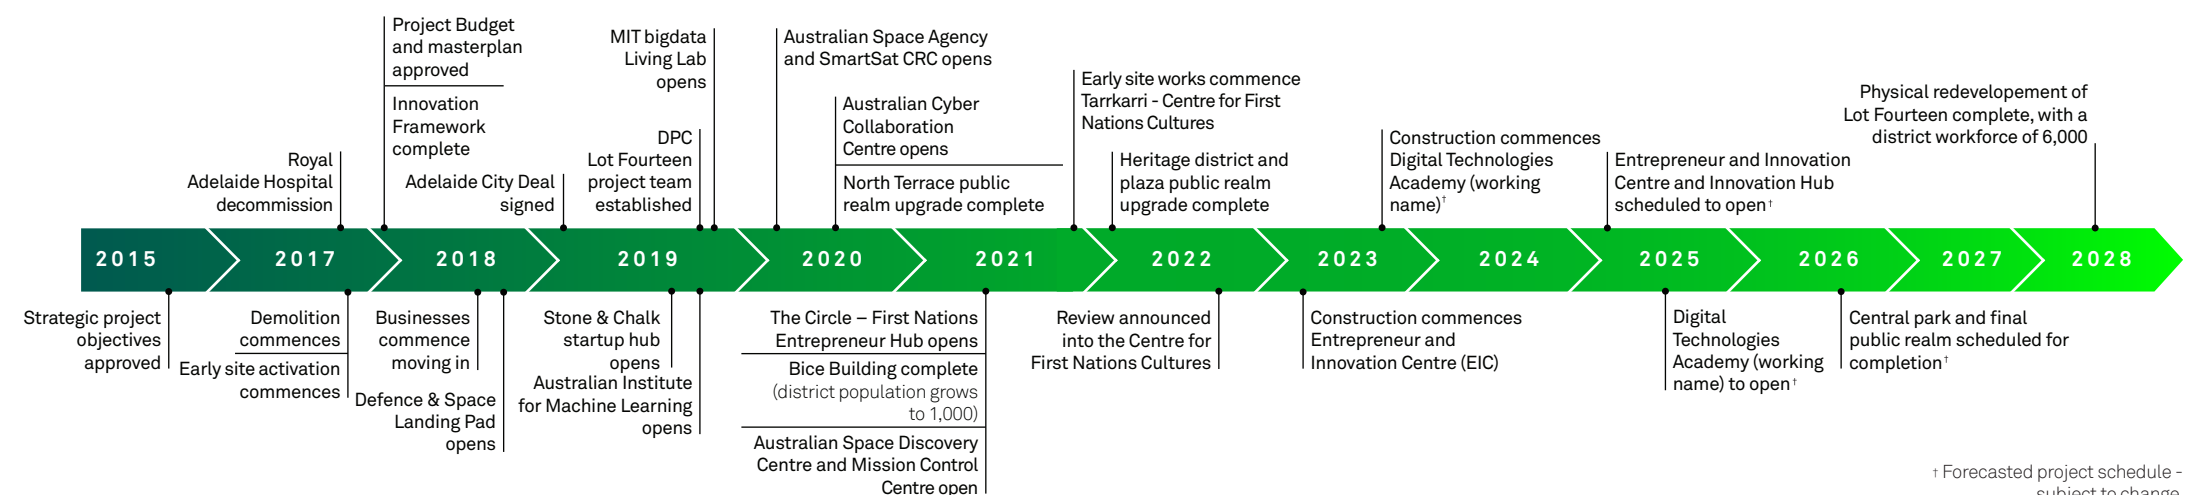 Project Budget
and masterplan
approved
Innovation
Framework
complete
MIT bigdata
Living Lab
opens
Australian Space Agency
and SmartSat CRC opens
Early site works commence
Tarrkarri - Centre for First
Nations Cultures
Physical redevelopement of
Lot Fourteen complete, with a
district workforce of 6,000
Royal
Adelaide Hospital
decommission
Adelaide City Deal
signed
DPC
Lot Fourteen
project team
established
Australian Cyber
Collaboration
Centre opens
North Terrace public
realm upgrade complete
Heritage district and
plaza public realm
upgrade complete
Construction commences
Digital Technologies
Academy (working
name)†
Entrepreneur and Innovation
Centre and Innovation Hub
scheduled to open†
2015 2017 2018 2019 2020 2021 2022 2023 2024 2025 2026 2027 2028
Strategic project
objectives
approved
Demolition
commences
Early site activation
commences
Businesses
commence
moving in
Defence & Space
Landing Pad
opens
Stone & Chalk
startup hub
opens
Australian Institute
for Machine Learning
opens
The Circle – First Nations
Entrepreneur Hub opens
Bice Building complete
(district population grows
to 1,000)
Australian Space Discovery
Centre and Mission Control
Centre open
Review announced
into the Centre for
First Nations Cultures
Construction commences
Entrepreneur and
Innovation Centre (EIC)
Digital
Technologies
Academy (working
name) to open†
Central park and final
public realm scheduled for
completion†
† Forecasted project schedule -
subject to change